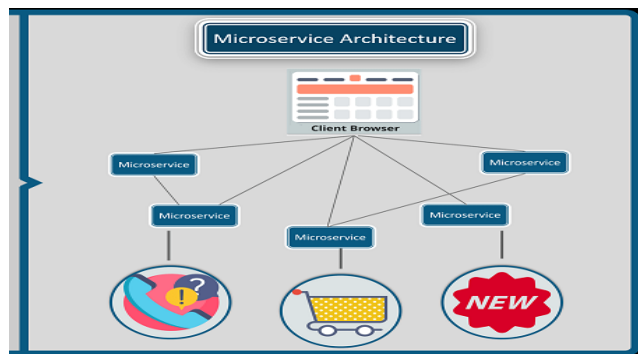 Microservice Architecture
Client Browser
Microservice
Microservice
Microservice
Microservice
Microservice
?
!
NEW